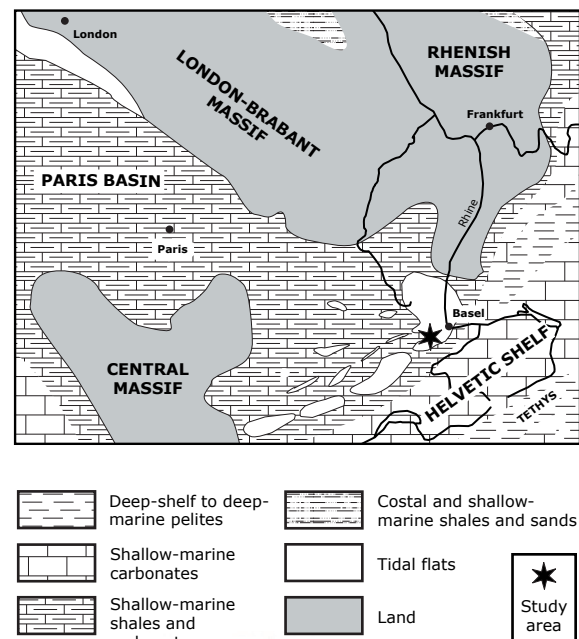 London
LONDON-BRABANT
MASSIF
RHENISH
MASSIF
Frankfurt
PARIS BASIN
Paris
Rhine
Basel
CENTRAL
MASSIF
HELVETIC SHELF
TETHYS
Deep-shelf to deep-
marine pelites
Costal and shallow-
marine shales and sands
Shallow-marine
carbonates
Tidal flats
Shallow-marine
shales and
Land
Study
area